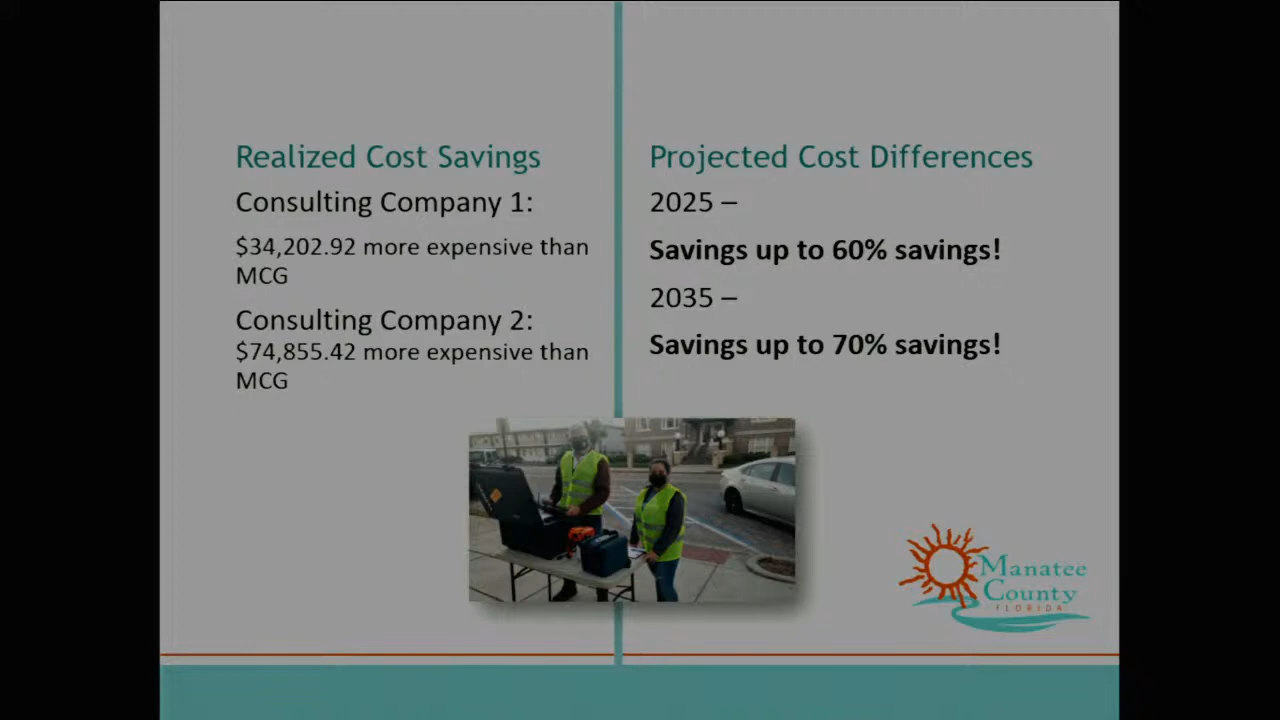 Realized Cost Savings
Consulting Company 1:
$34,202.92 more expensive than
MCG
Consulting Company 2:
$74,855.42 more expensive than
MCG
Projected Cost Differences
2025 –
Savings up to 60% savings!
2035 –
Savings up to 70% savings!
Manatee
County
FLORIDA